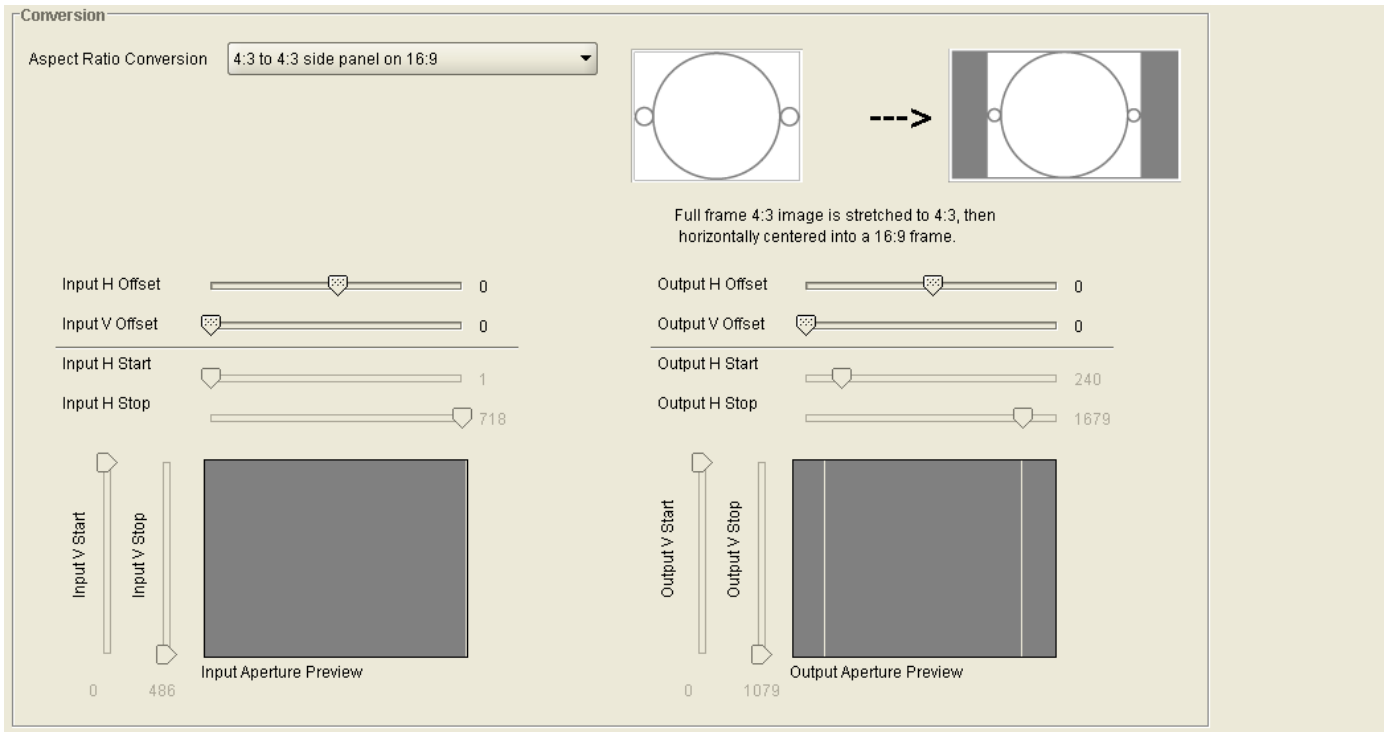 Conversion
Aspect Ratio Conversion
4:3 to 4:3 side panel on 16:9
--->
Full frame 4:3 image is stretched to 4:3, then
horizontally centered into a 16:9 frame.
Input H Offset 0
Input V Offset 0
Input H Start 1
Input H Stop 718
Input V Start
Input V Stop
Input Aperture Preview
0 486
Output H Offset 0
Output V Offset 0
Output H Start 240
Output H Stop 1679
Output V Start
Output V Stop
Output Aperture Preview
0 1079